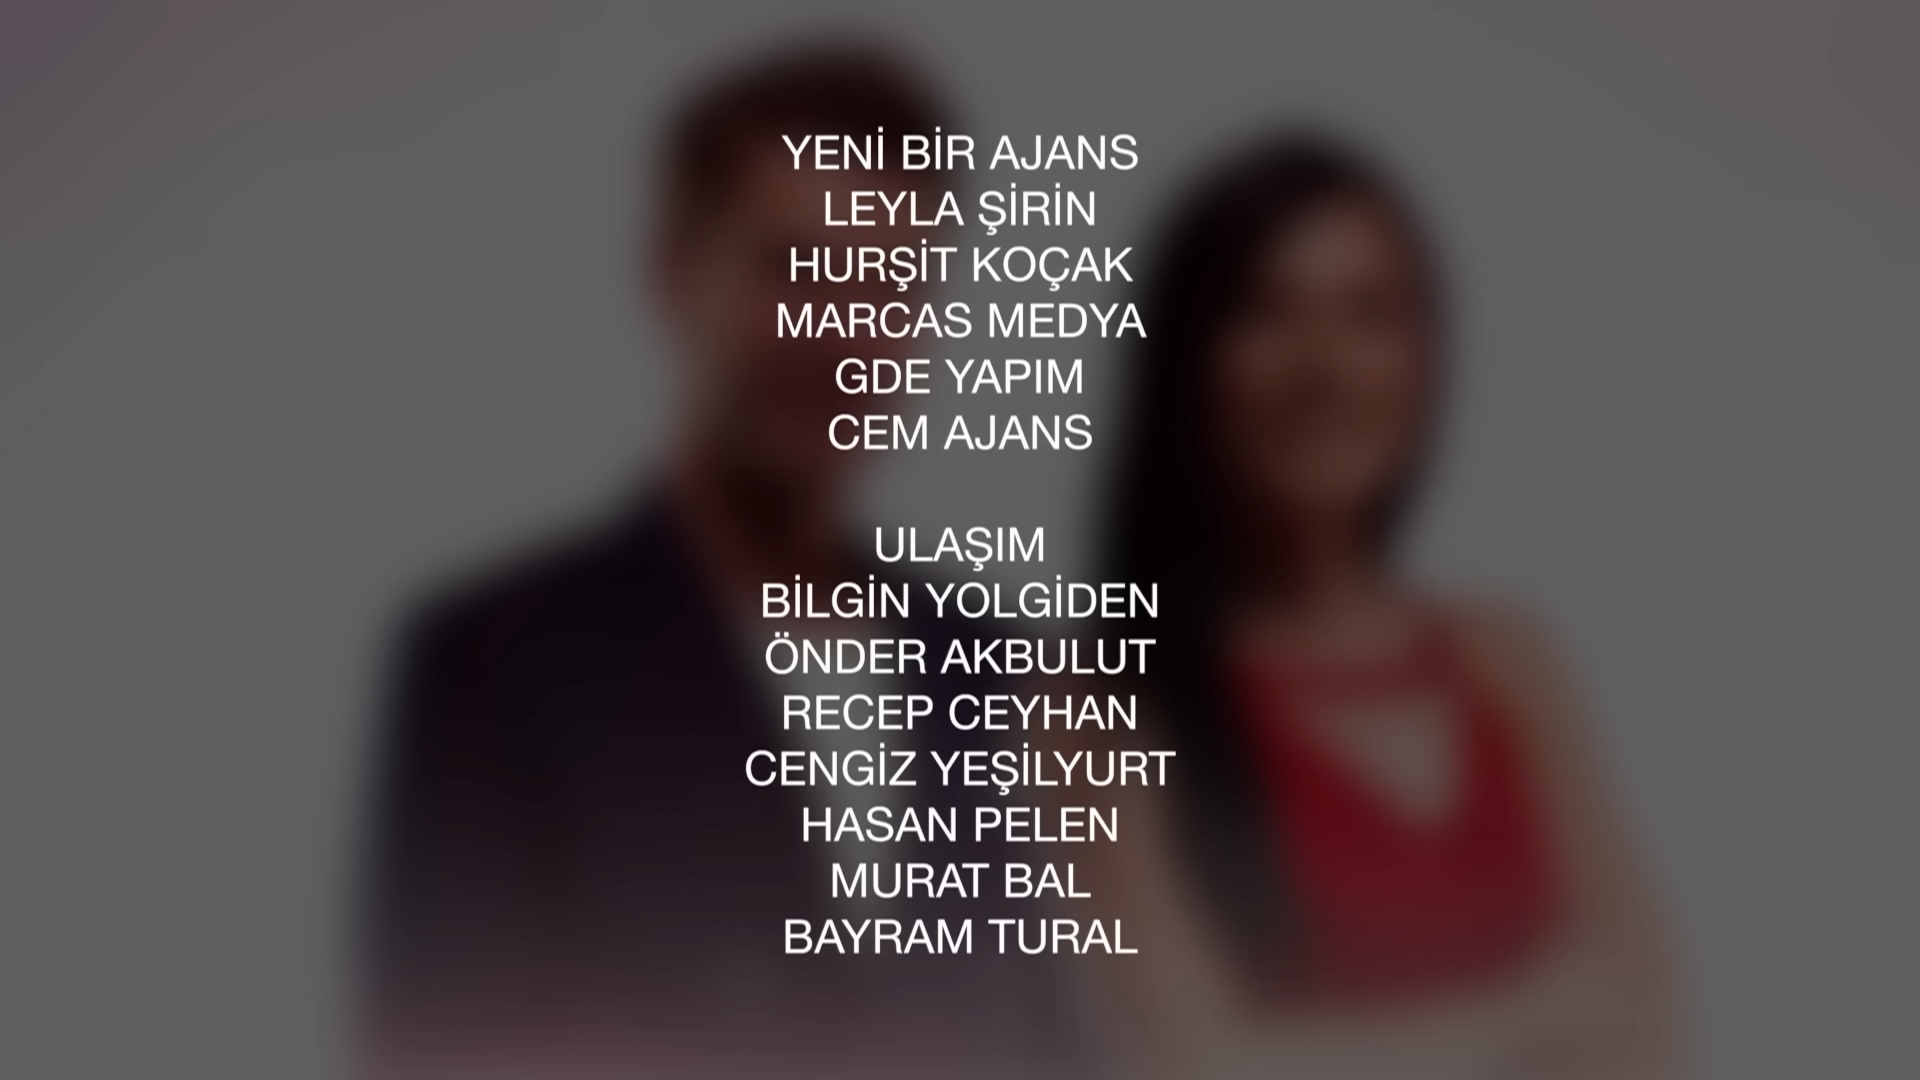 YENİ BİR AJANS
LEYLA ŞİRİN
HURŞİT KOÇAK
MARCAS MEDYA
GDE YAPIM
CEM AJANS
ULAŞIM
BİLGİN YOLGİDEN
ÖNDER AKBULUT
RECEP CEYHAN
CENGİZ YEŞİLYURT
HASAN PELEN
MURAT BAL
BAYRAM TURAL